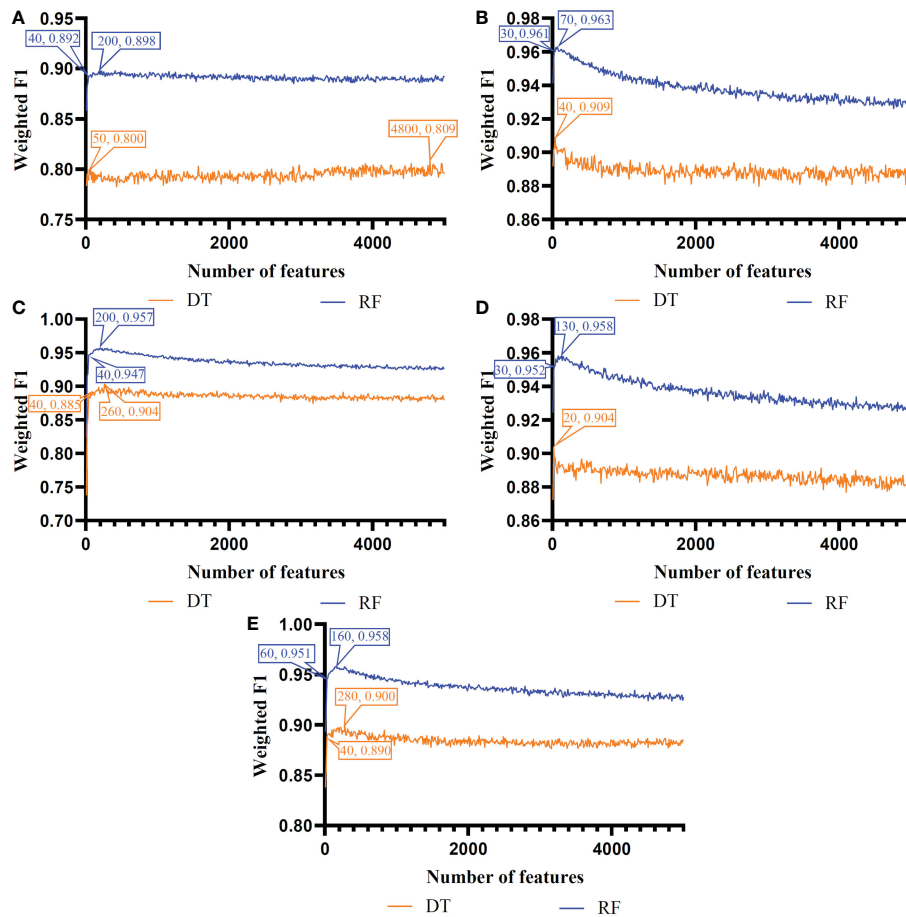 A
Weighted F1
0.95
0.90
0.85
0.80
0.75
40, 0.892
200, 0.898
50, 0.800
4800, 0.809
0
2000
4000
Number of features
DT
RF
B
Weighted F1
0.98
0.96
0.94
0.92
0.90
0.88
0.86
30, 0.961
70, 0.963
40, 0.909
0
2000
4000
Number of features
DT
RF
C
Weighted F1
1.00
0.95
0.90
0.85
0.80
0.75
0.70
200, 0.957
40,0.947
40, 0.885
260, 0.904
0
2000
4000
Number of features
DT
RF
D
Weighted F1
0.98
0.96
0.94
0.92
0.90
0.88
0.86
130, 0.958
30, 0.952
20, 0.904
0
2000
4000
Number of features
DT
RF
E
Weighted F1
1.00
0.95
0.90
0.85
0.80
60, 0.951
160, 0.958
280, 0.900
40, 0.890
0
2000
4000
Number of features
DT
RF